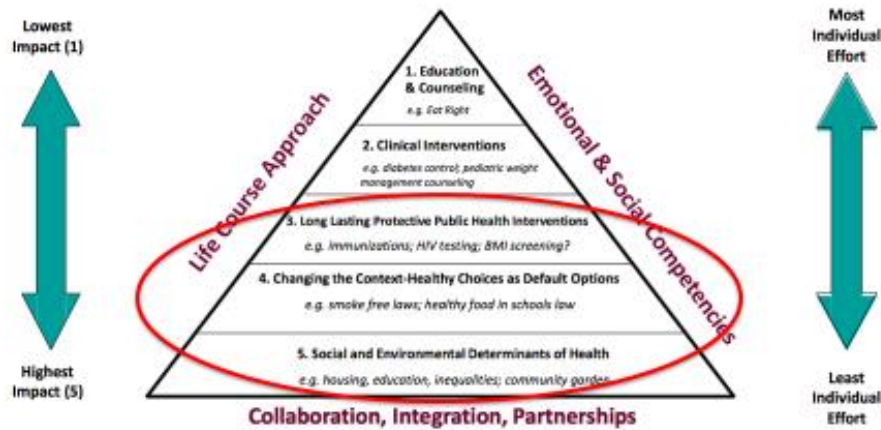 Lowest
Impact (1)
Most
Individual
Effort
1. Education
& Counseling
e.g. Eat Right
2. Clinical Interventions
e.g. diabetes control; pediatric weight
management counseling
Life Course Approach
Emotional & Social Competencies
3. Long Lasting Protective Public Health Interventions
e.g. immunizations; HIV testing; BMI screening?
4. Changing the Context-Healthy Choices as Default Options
e.g. smoke free laws; healthy food in schools law
5. Social and Environmental Determinants of Health
e.g. housing, education, inequalities; community garden
Highest
Impact (5)
Least
Individual
Effort
Collaboration, Integration, Partnerships